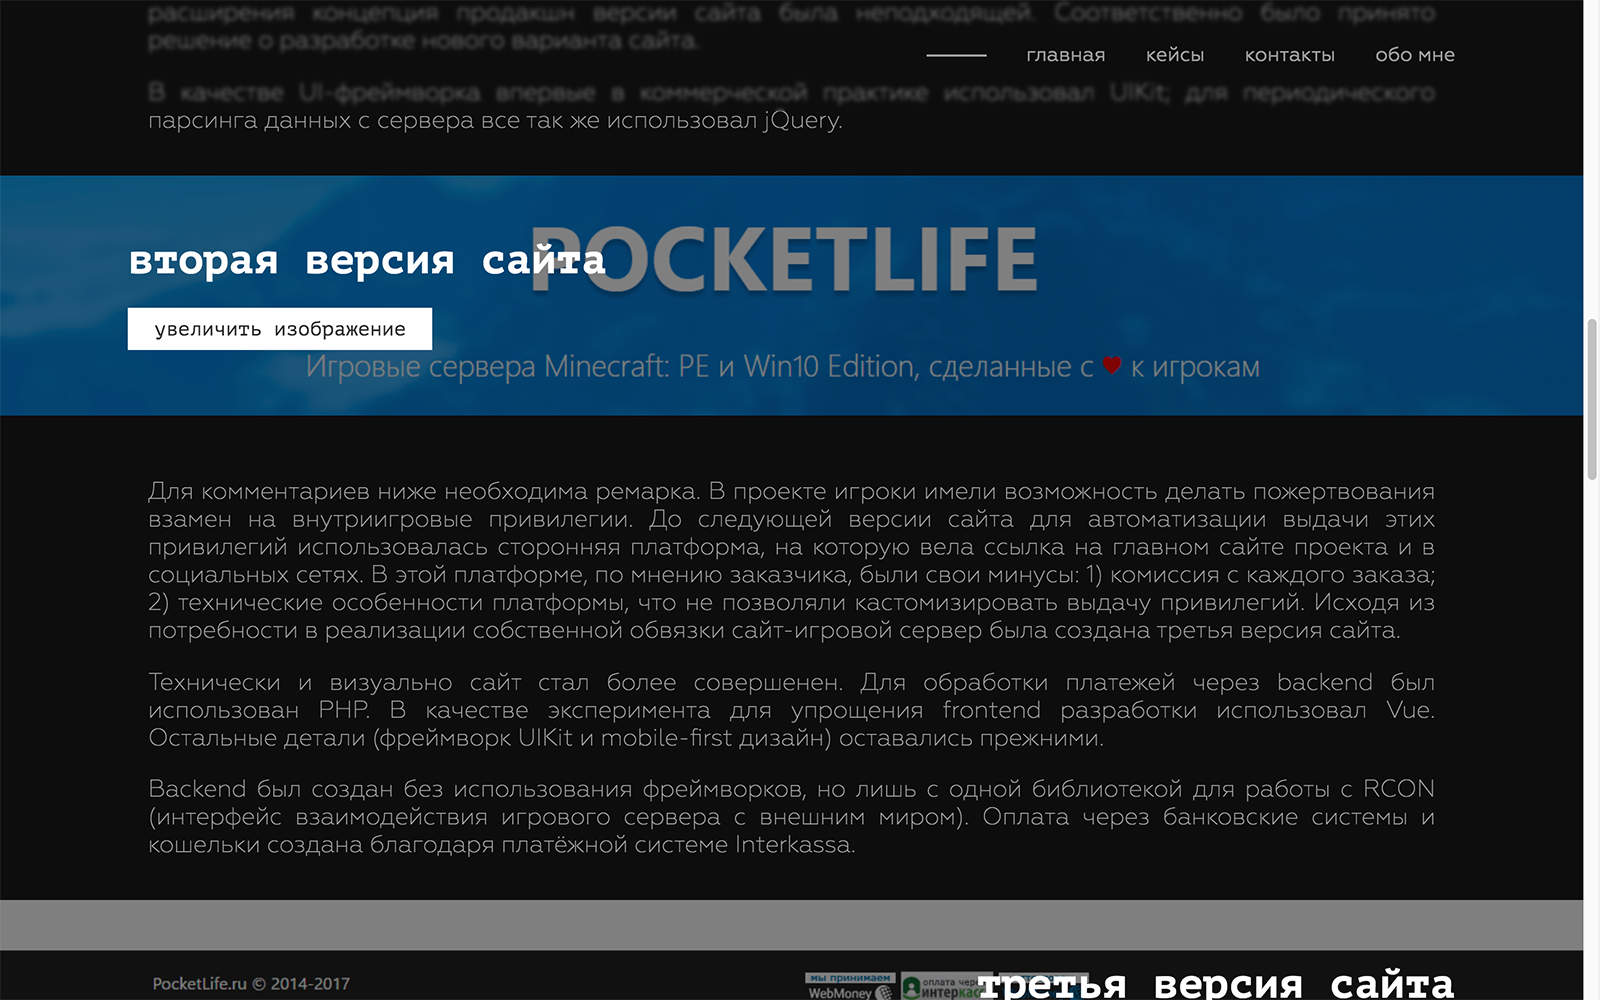 расширения концепция продакшн версии сайта была неподходящей. Соответственно было принято
решение о разработке нового варианта сайта.
главная кейсы контакты обо мне
В качестве UI-фреймворка впервые в коммерческой практике использовал UIKit; для периодического
парсинга данных с сервера все так же использовал jQuery.
POCKETLIFE
вторая версия сайта
увеличить изображение
Игровые сервера Minecraft: PE и Win10 Edition, сделанные с ❤ к игрокам
Для комментариев ниже необходима ремарка. В проекте игроки имели возможность делать пожертвования
взамен на внутриигровые привилегии. До следующей версии сайта для автоматизации выдачи этих
привилегий использовалась сторонняя платформа, на которую вела ссылка на главном сайте проекта и в
социальных сетях. В этой платформе, по мнению заказчика, были свои минусы: 1) комиссия с каждого заказа;
2) технические особенности платформы, что не позволяли кастомизировать выдачу привилегий. Исходя из
потребности в реализации собственной обвязки сайт-игровой сервер была создана третья версия сайта.
Технически и визуально сайт стал более совершенен. Для обработки платежей через backend был
использован PHP. В качестве эксперимента для упрощения frontend разработки использовал Vue.
Остальные детали (фреймворк UIKit и mobile-first дизайн) оставались прежними.
Backend был создан без использования фреймворков, но лишь с одной библиотекой для работы с RCON
(интерфейс взаимодействия игрового сервера с внешним миром). Оплата через банковские системы и
кошельки создана благодаря платёжной системе Interkassa.
PocketLife.ru © 2014-2017
мы принимаем
WebMoney
оплата через
интеркасс
третья версия сайта